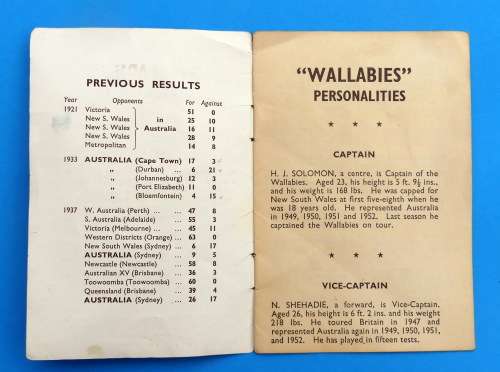 PREVIOUS RESULTS
Year Opponents For Against
1921 Victoria 51 0
New S. Wales in 25 10
New S. Wales Australia 16 11
New S. Wales 28 9
Metropolitan 14 8
1933 AUSTRALIA (Cape Town) 17 3
,, (Durban) ... 6 21
,, (Johannesburg) 12 3
,, (Port Elizabeth) 11 0
,, (Bloemfontein) 4 15
1937 W. Australia (Perth) ... 47 8
S. Australia (Adelaide) ... 55 3
Victoria (Melbourne) ... 45 11
Western Districts (Orange) ... 63 0
New South Wales (Sydney) ... 6 17
AUSTRALIA (Sydney) ... 9 5
Newcastle (Newcastle) ... 58 8
Australian XV (Brisbane) ... 36 3
Toowoomba (Toowoomba) ... 60 0
Queensland (Brisbane) ... 39 4
AUSTRALIA (Sydney) ... 26 17
"WALLABIES"
PERSONALITIES
* * *
CAPTAIN
H. J. SOLOMON, a centre, is Captain of the
Wallabies. Aged 23, his height is 5 ft. 9½ ins.,
and his weight is 168 lbs. He was capped for
New South Wales at first five-eighth when he
was 18 years old. He represented Australia
in 1949, 1950, 1951 and 1952. Last season he
captained the Wallabies on tour.
* * *
VICE-CAPTAIN
N. SHEHADIE, a forward, is Vice-Captain.
Aged 26, his height is 6 ft. 2 ins. and his weight
218 lbs. He toured Britain in 1947 and
represented Australia again in 1949, 1950, 1951,
and 1952. He has played in fifteen tests.